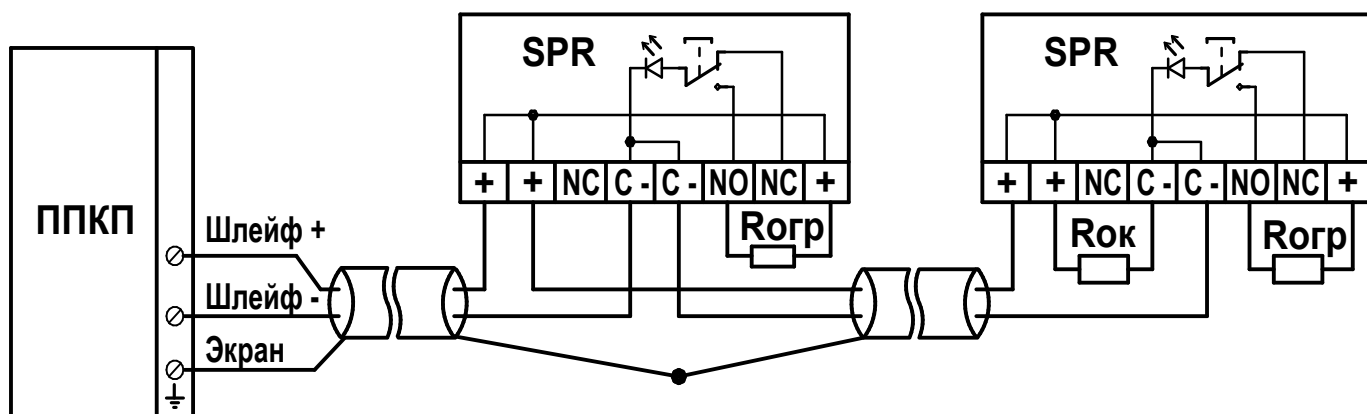 SPR
SPR
+ + NC C - C - NO NC +
+ + NC C - C - NO NC +
ППКП
Шлейф +
Rогр
Rок
Rогр
Шлейф -
Экран